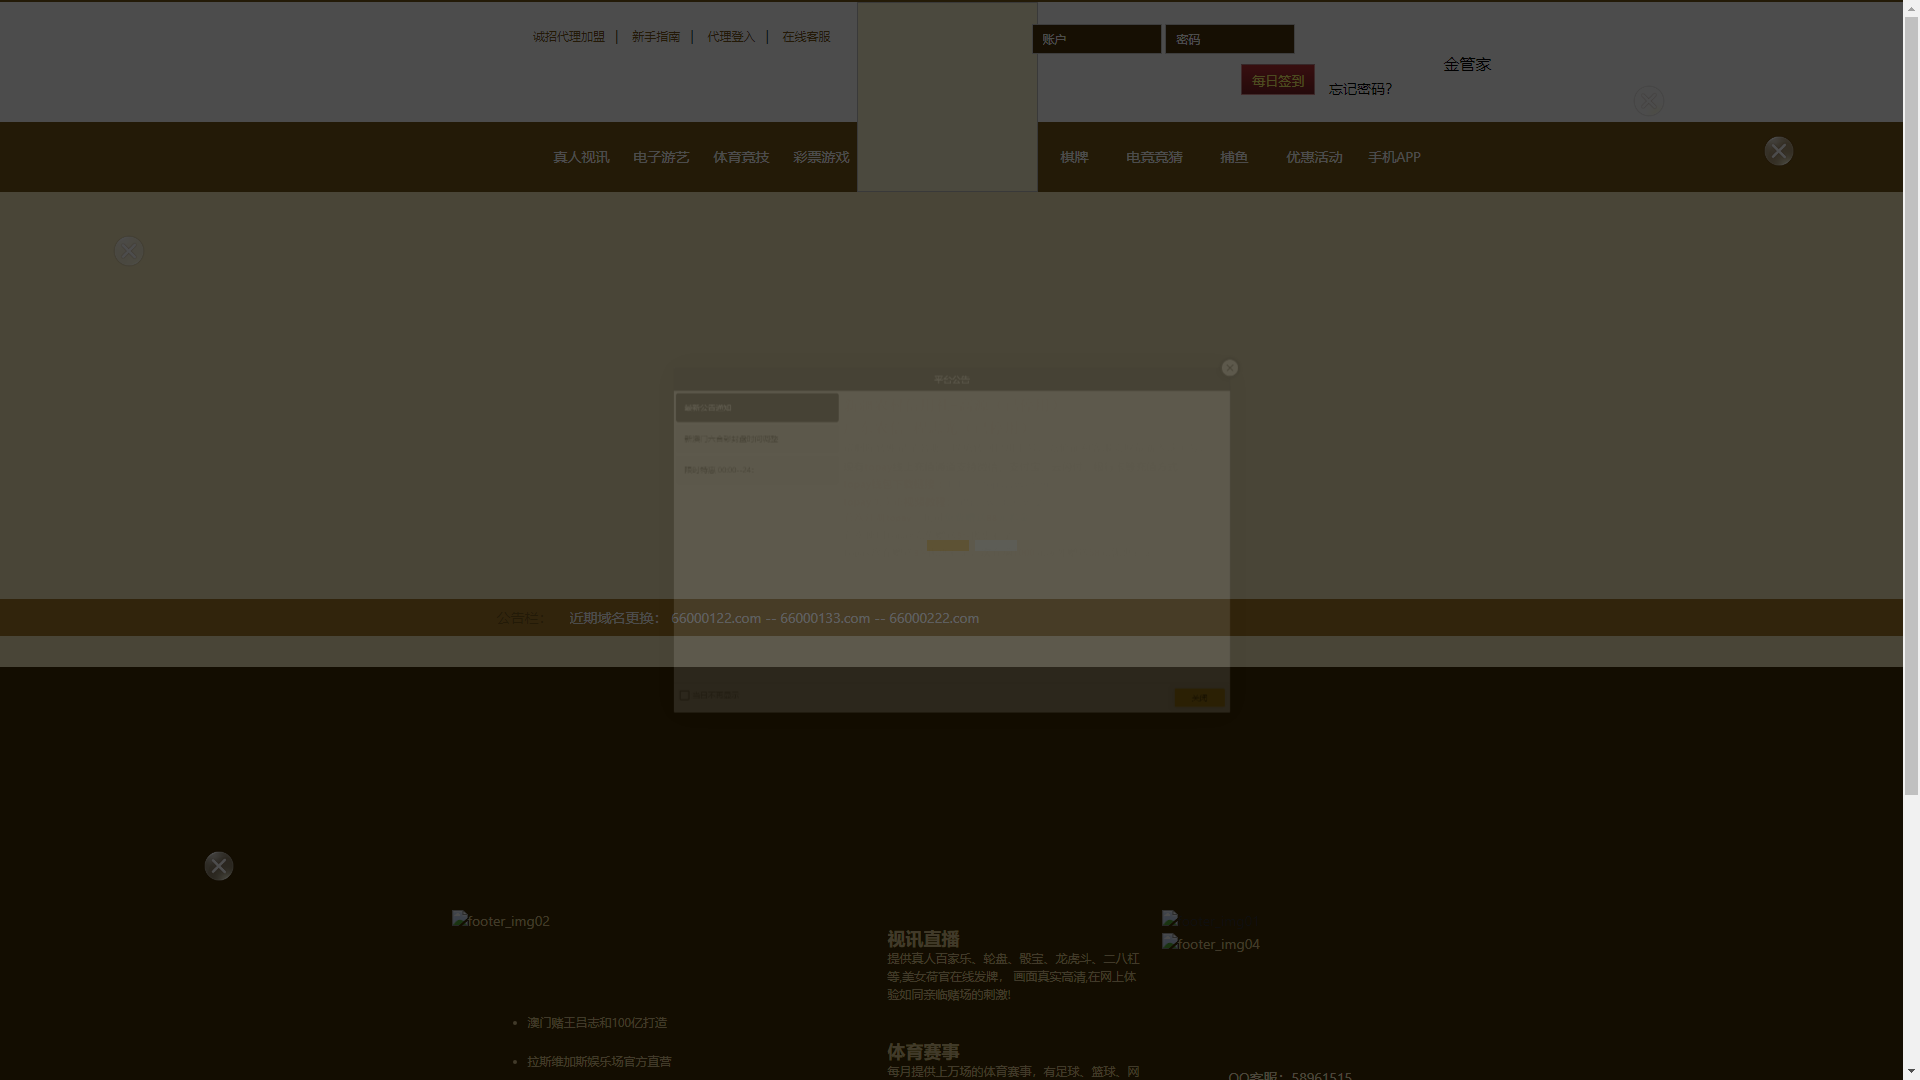 诚招代理加盟 | 新手指南 | 代理登入 | 在线客服
账户 密码
金管家
每日签到 忘记密码?
真人视讯 电子游艺 体育竞技 彩票游戏 棋牌 电竞竞猜 捕鱼 优惠活动 手机APP
平台公告
最新公告通知
公告栏： 近期域名更换： 66000122.com -- 66000133.com -- 66000222.com
关闭
footer_img02
footer_img04
视讯直播
提供真人百家乐、轮盘、骰宝、龙虎斗、二八杠
等,美女荷官在线发牌， 画面真实高清,在网上体
验如同亲临赌场的刺激!
• 澳门赌王吕志和100亿打造
体育赛事
• 拉斯维加斯娱乐场官方直营
每月提供上万场的体育赛事，有足球、篮球、网
QQ客服：58961515